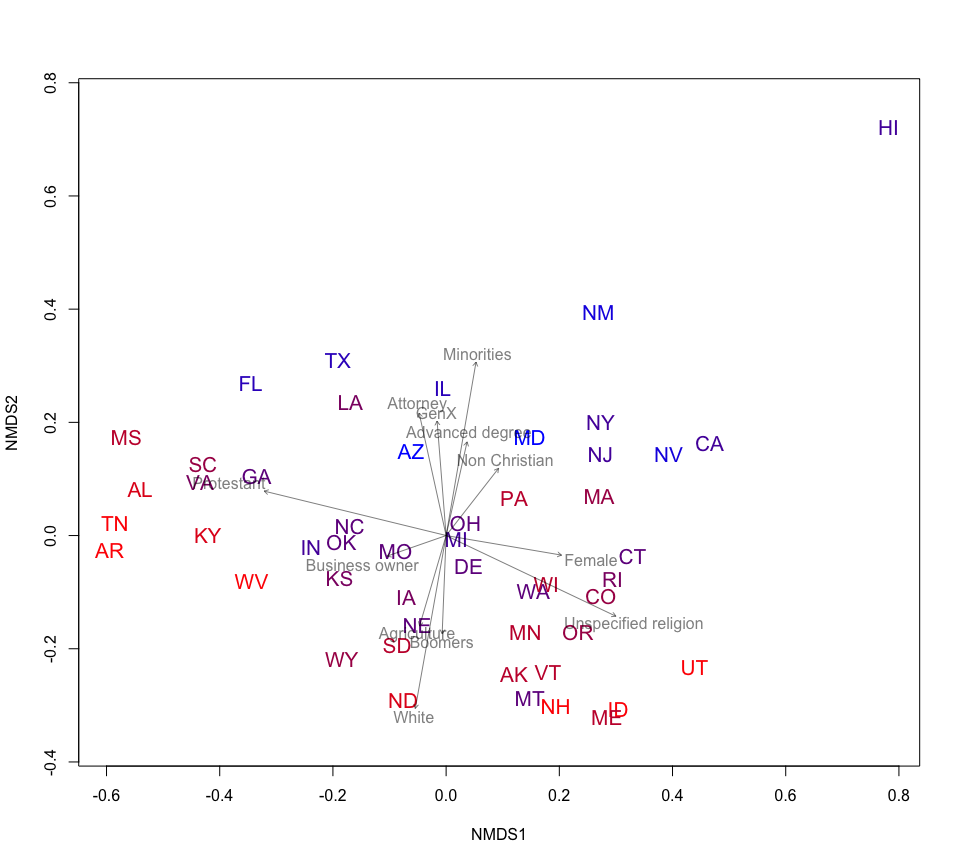 0.8
HI
0.6
0.4
NM
Minorities
TX
FL
IL
LA
Attorney
GenX
NY
0.2
Advanced degree
MD
MS
CA
AZ
NJ
NV
Non Christian
SC
GA
VA
Protestant
AL
MA
PA
TN
OH
NC
0.0
KY
MI
OK
IN
AR
MO
CT
Female
Business owner
DE
KS
RI
WV
WI
WA
CO
IA
Unspecified religion
NE
Agriculture
MN
OR
Boomers
-0.2
SD
WY
UT
VT
AK
ND
MT
NH
ID
White
ME
-0.4
-0.6
-0.4
-0.2
0.0
0.2
0.4
0.6
0.8
NMDS1
NMDS2